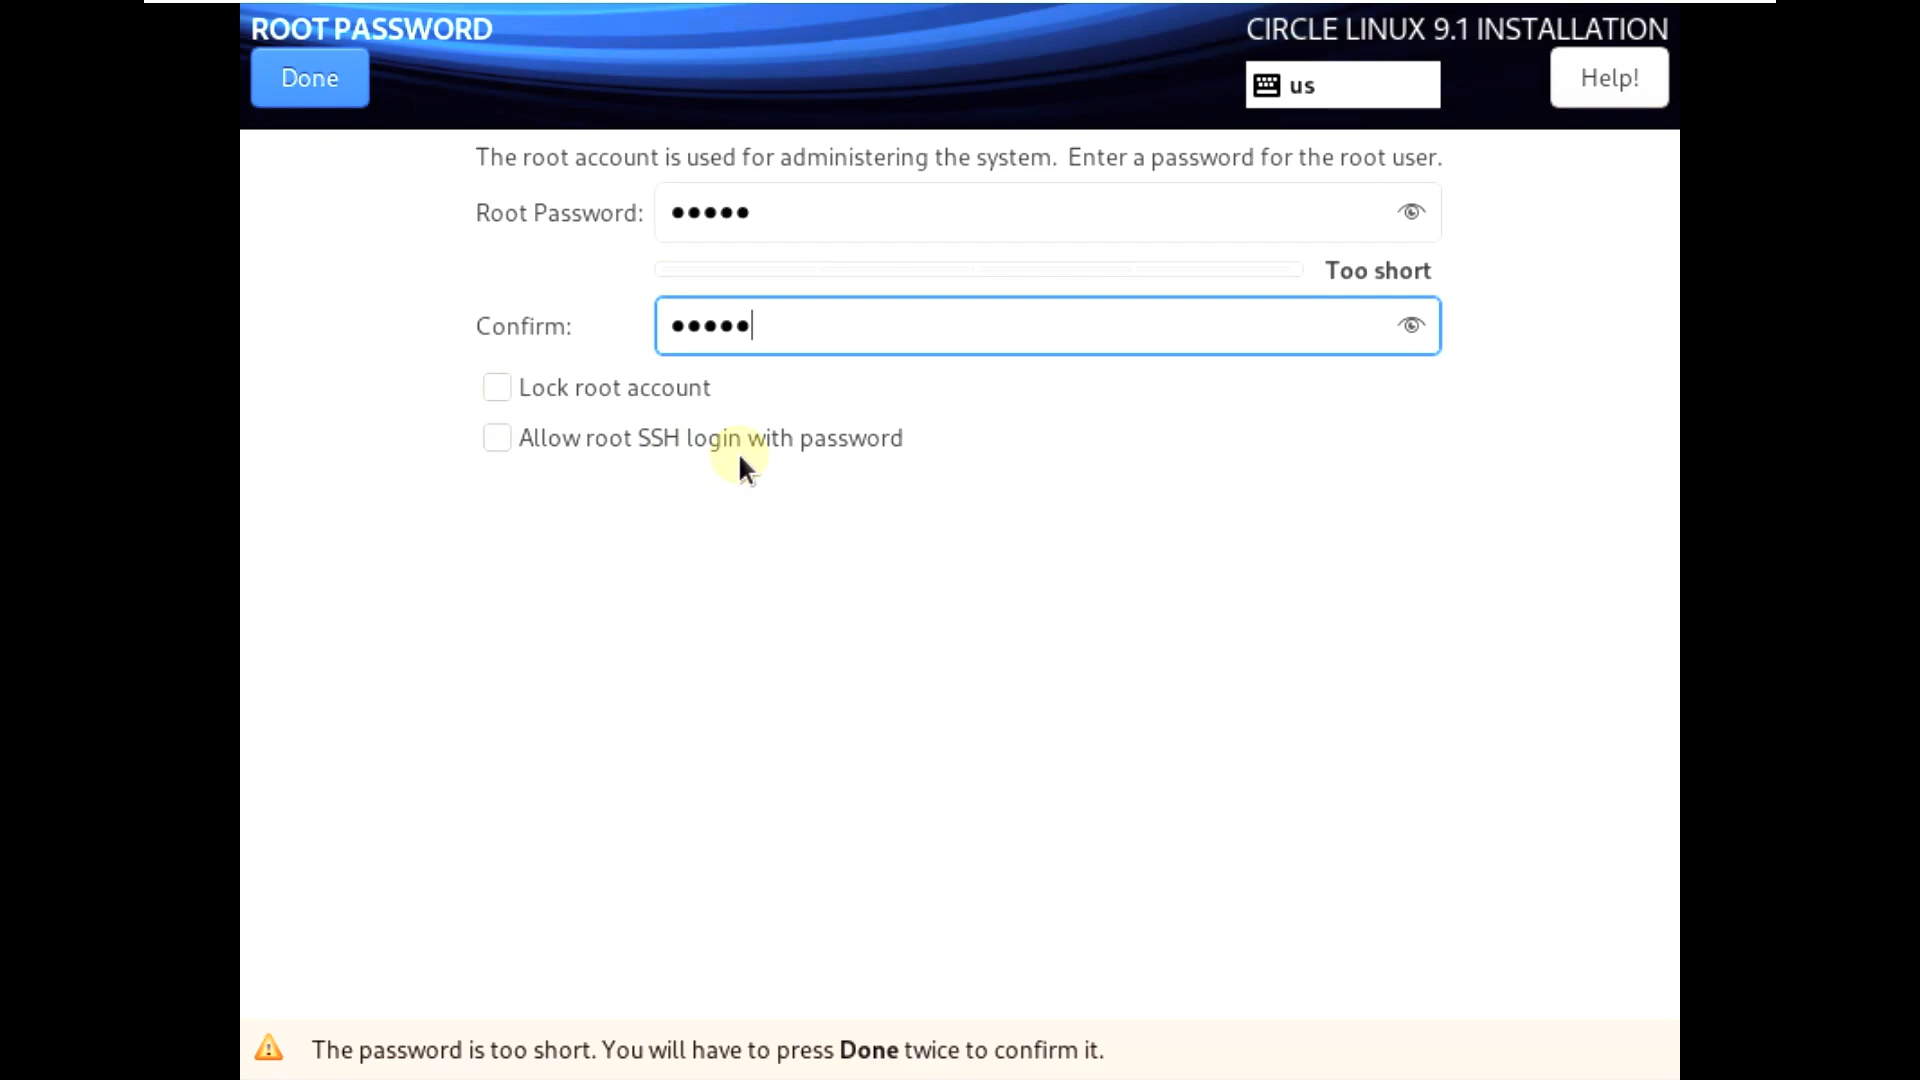 ROOT PASSWORD
CIRCLE LINUX 9.1 INSTALLATION
Done
us
Help!
The root account is used for administering the system.  Enter a password for the root user.
Root Password: ●●●●●
Too short
Confirm: ●●●●●
Lock root account
Allow root SSH login with password
The password is too short. You will have to press Done twice to confirm it.